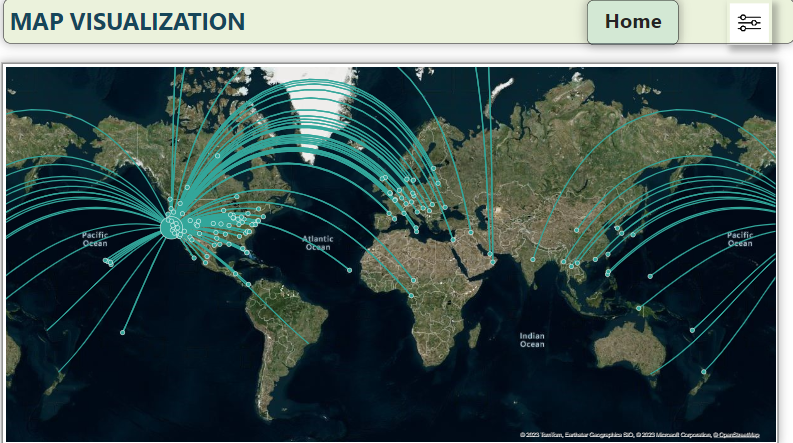 MAP VISUALIZATION
Home
Pacific
Ocean
Atlantic
Ocean
Pacific
Ocean
Indian
Ocean
© 2023 TomTom, Earthstar Geographics SIO, © 2023 Microsoft Corporation, © OpenStreetMap